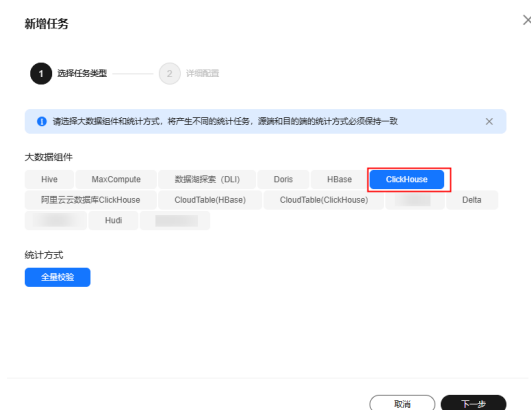 新增任务
1 选择任务类型 2 详细配置
请选择大数据组件和统计方式，将产生不同的统计任务，源端和目的端的统计方式必须保持一致
大数据组件
Hive MaxCompute 数据湖探索（DLI） Doris HBase ClickHouse
阿里云云数据库ClickHouse CloudTable(HBase) CloudTable(ClickHouse) Delta
Hudi
统计方式
全量校验
取消 下一步